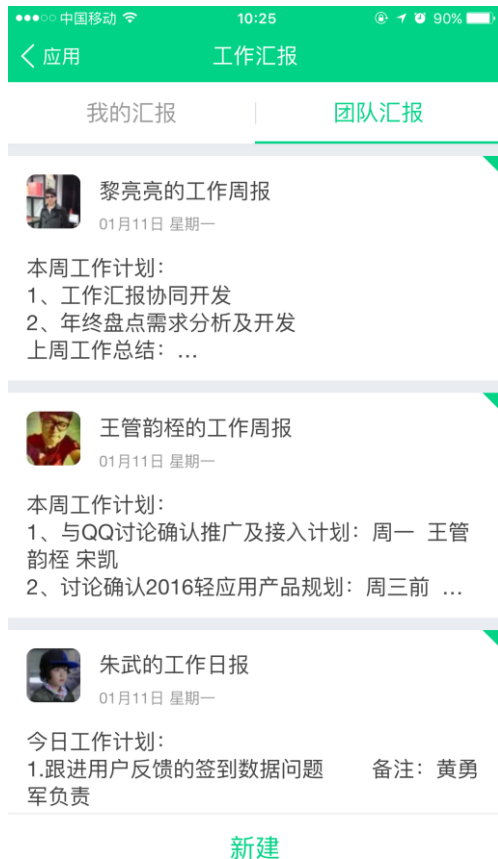 中国移动 10:25 90%
应用 工作汇报
我的汇报 团队汇报
黎亮亮的工作周报
01月11日 星期一
本周工作计划：
1、工作汇报协同开发
2、年终盘点需求分析及开发
上周工作总结：...
王管韵桎的工作周报
01月11日 星期一
本周工作计划：
1、与QQ讨论确认推广及接入计划：周一 王管
韵桎 宋凯
2、讨论确认2016轻应用产品规划：周三前 ...
朱武的工作日报
01月11日 星期一
今日工作计划：
1.跟进用户反馈的签到数据问题 备注：黄勇
军负责
新建